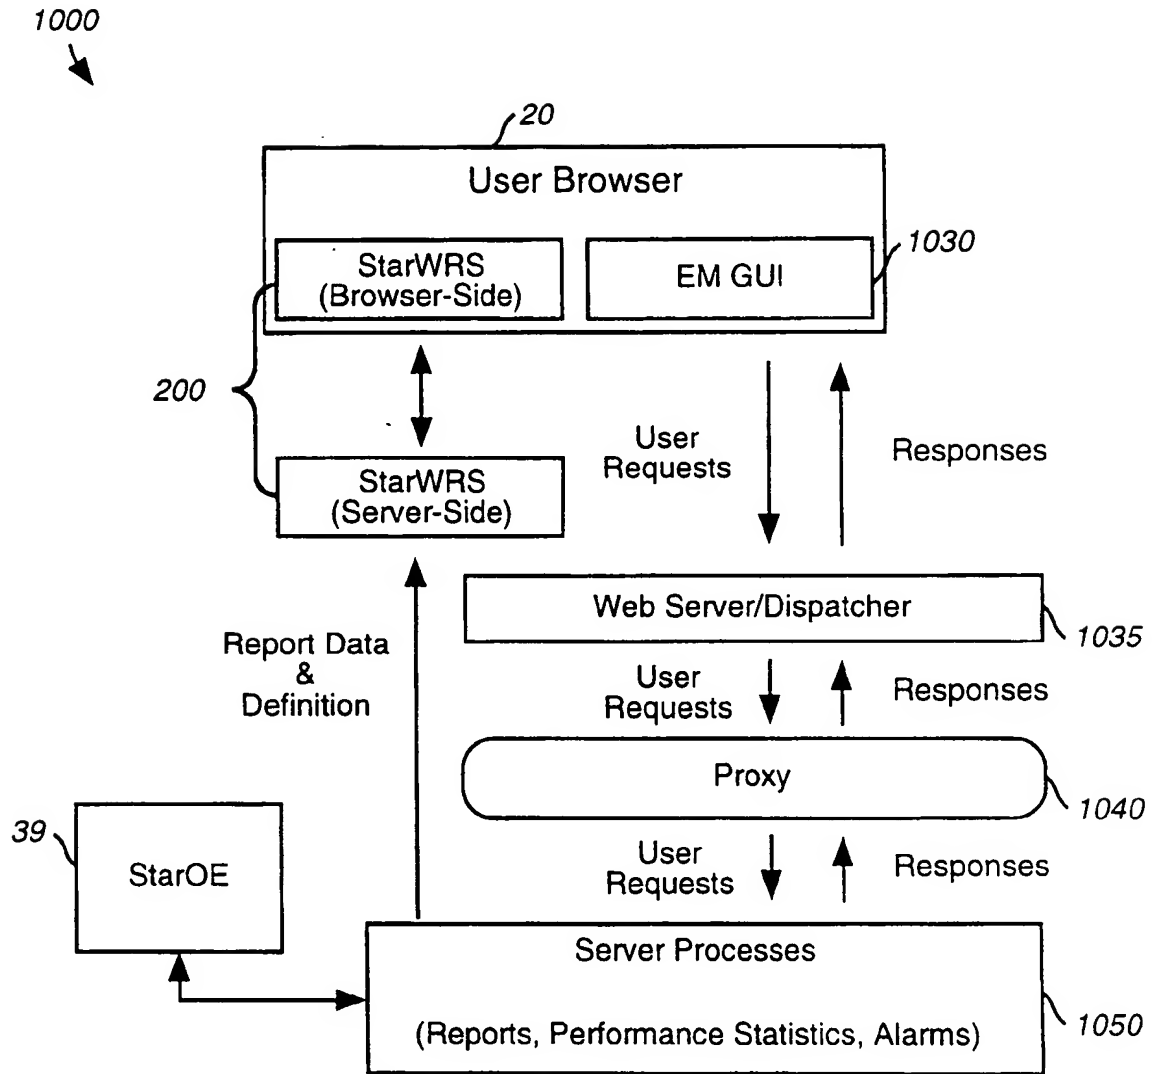 1000
20
User Browser
StarWRS
(Browser-Side)
EM GUI
1030
200
StarWRS
(Server-Side)
User
Requests
Responses
Web Server/Dispatcher
1035
Report Data
&
Definition
User
Requests
Responses
Proxy
1040
39
StarOE
User
Requests
Responses
Server Processes
(Reports, Performance Statistics, Alarms)
1050